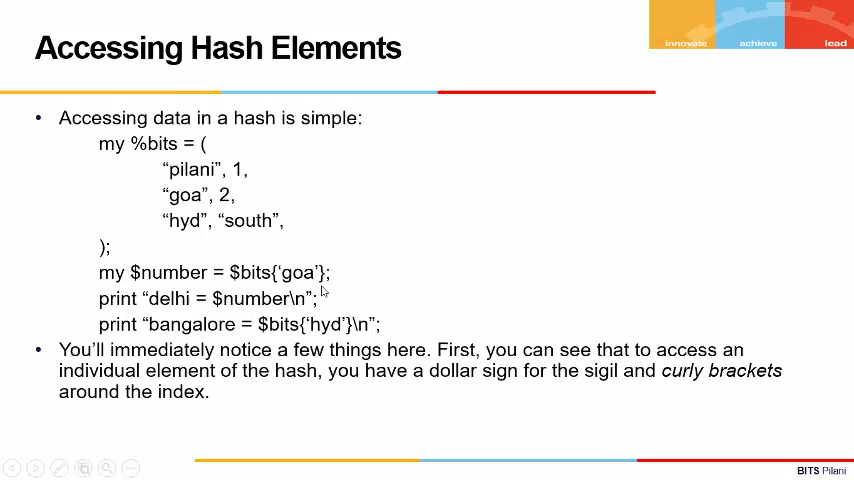 Accessing Hash Elements
innovate achieve lead
• Accessing data in a hash is simple:
my %bits = (
“pilani”, 1,
“goa”, 2,
“hyd”, “south”,
);
my $number = $bits{‘goa’};
print “delhi = $number\n”;
print “bangalore = $bits{‘hyd’}\n”;
• You’ll immediately notice a few things here. First, you can see that to access an
individual element of the hash, you have a dollar sign for the sigil and curly brackets
around the index.
BITS Pilani